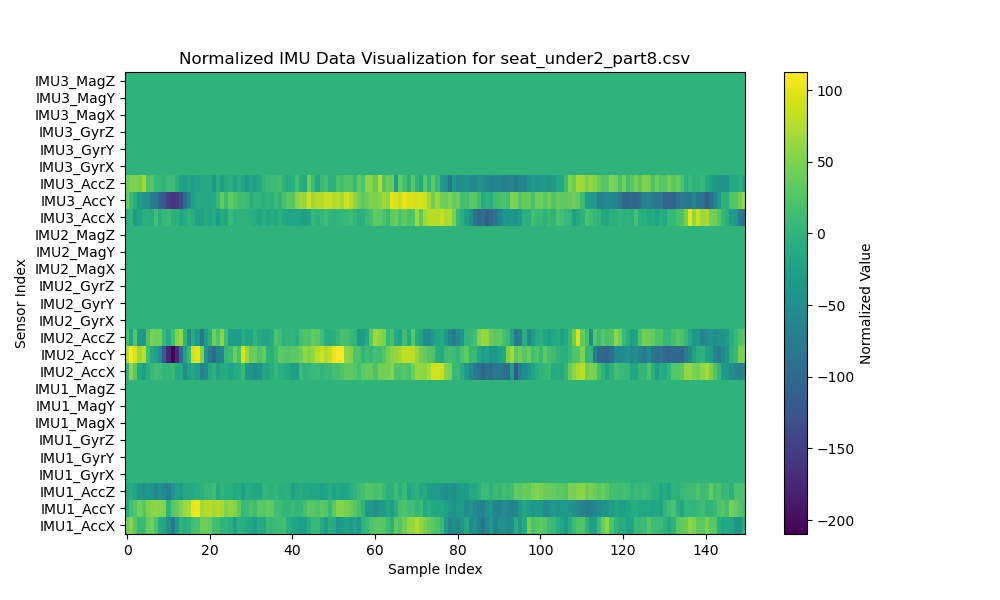 Normalized IMU Data Visualization for seat_under2_part8.csv
IMU3_MagZ
IMU3_MagY
IMU3_MagX
IMU3_GyrZ
IMU3_GyrY
IMU3_GyrX
IMU3_AccZ
IMU3_AccY
IMU3_AccX
IMU2_MagZ
IMU2_MagY
IMU2_MagX
IMU2_GyrZ
IMU2_GyrY
IMU2_GyrX
IMU2_AccZ
IMU2_AccY
IMU2_AccX
IMU1_MagZ
IMU1_MagY
IMU1_MagX
IMU1_GyrZ
IMU1_GyrY
IMU1_GyrX
IMU1_AccZ
IMU1_AccY
IMU1_AccX
Sensor Index
0 20 40 60 80 100 120 140
Sample Index
100
50
0
−50
−100
−150
−200
Normalized Value